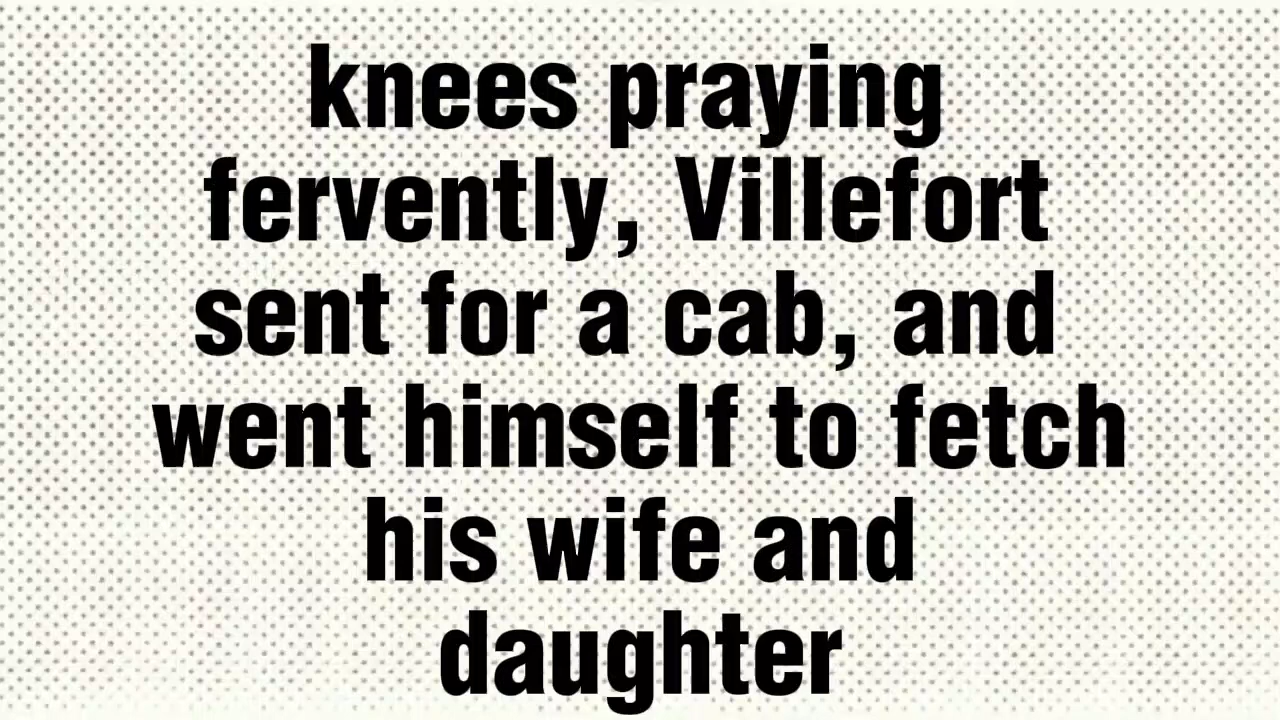 knees praying
fervently, Villefort
sent for a cab, and
went himself to fetch
his wife and
daughter